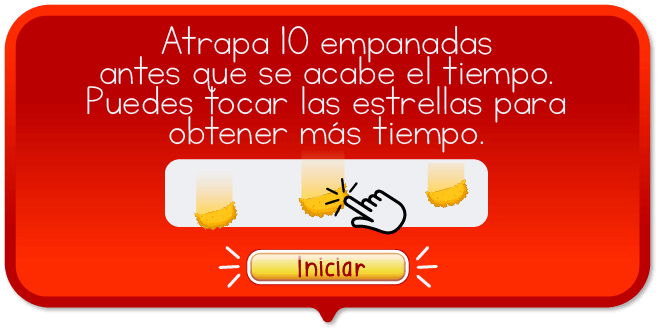 Atrapa 10 empanadas
antes que se acabe el tiempo.
Puedes tocar las estrellas para
obtener más tiempo.
Iniciar